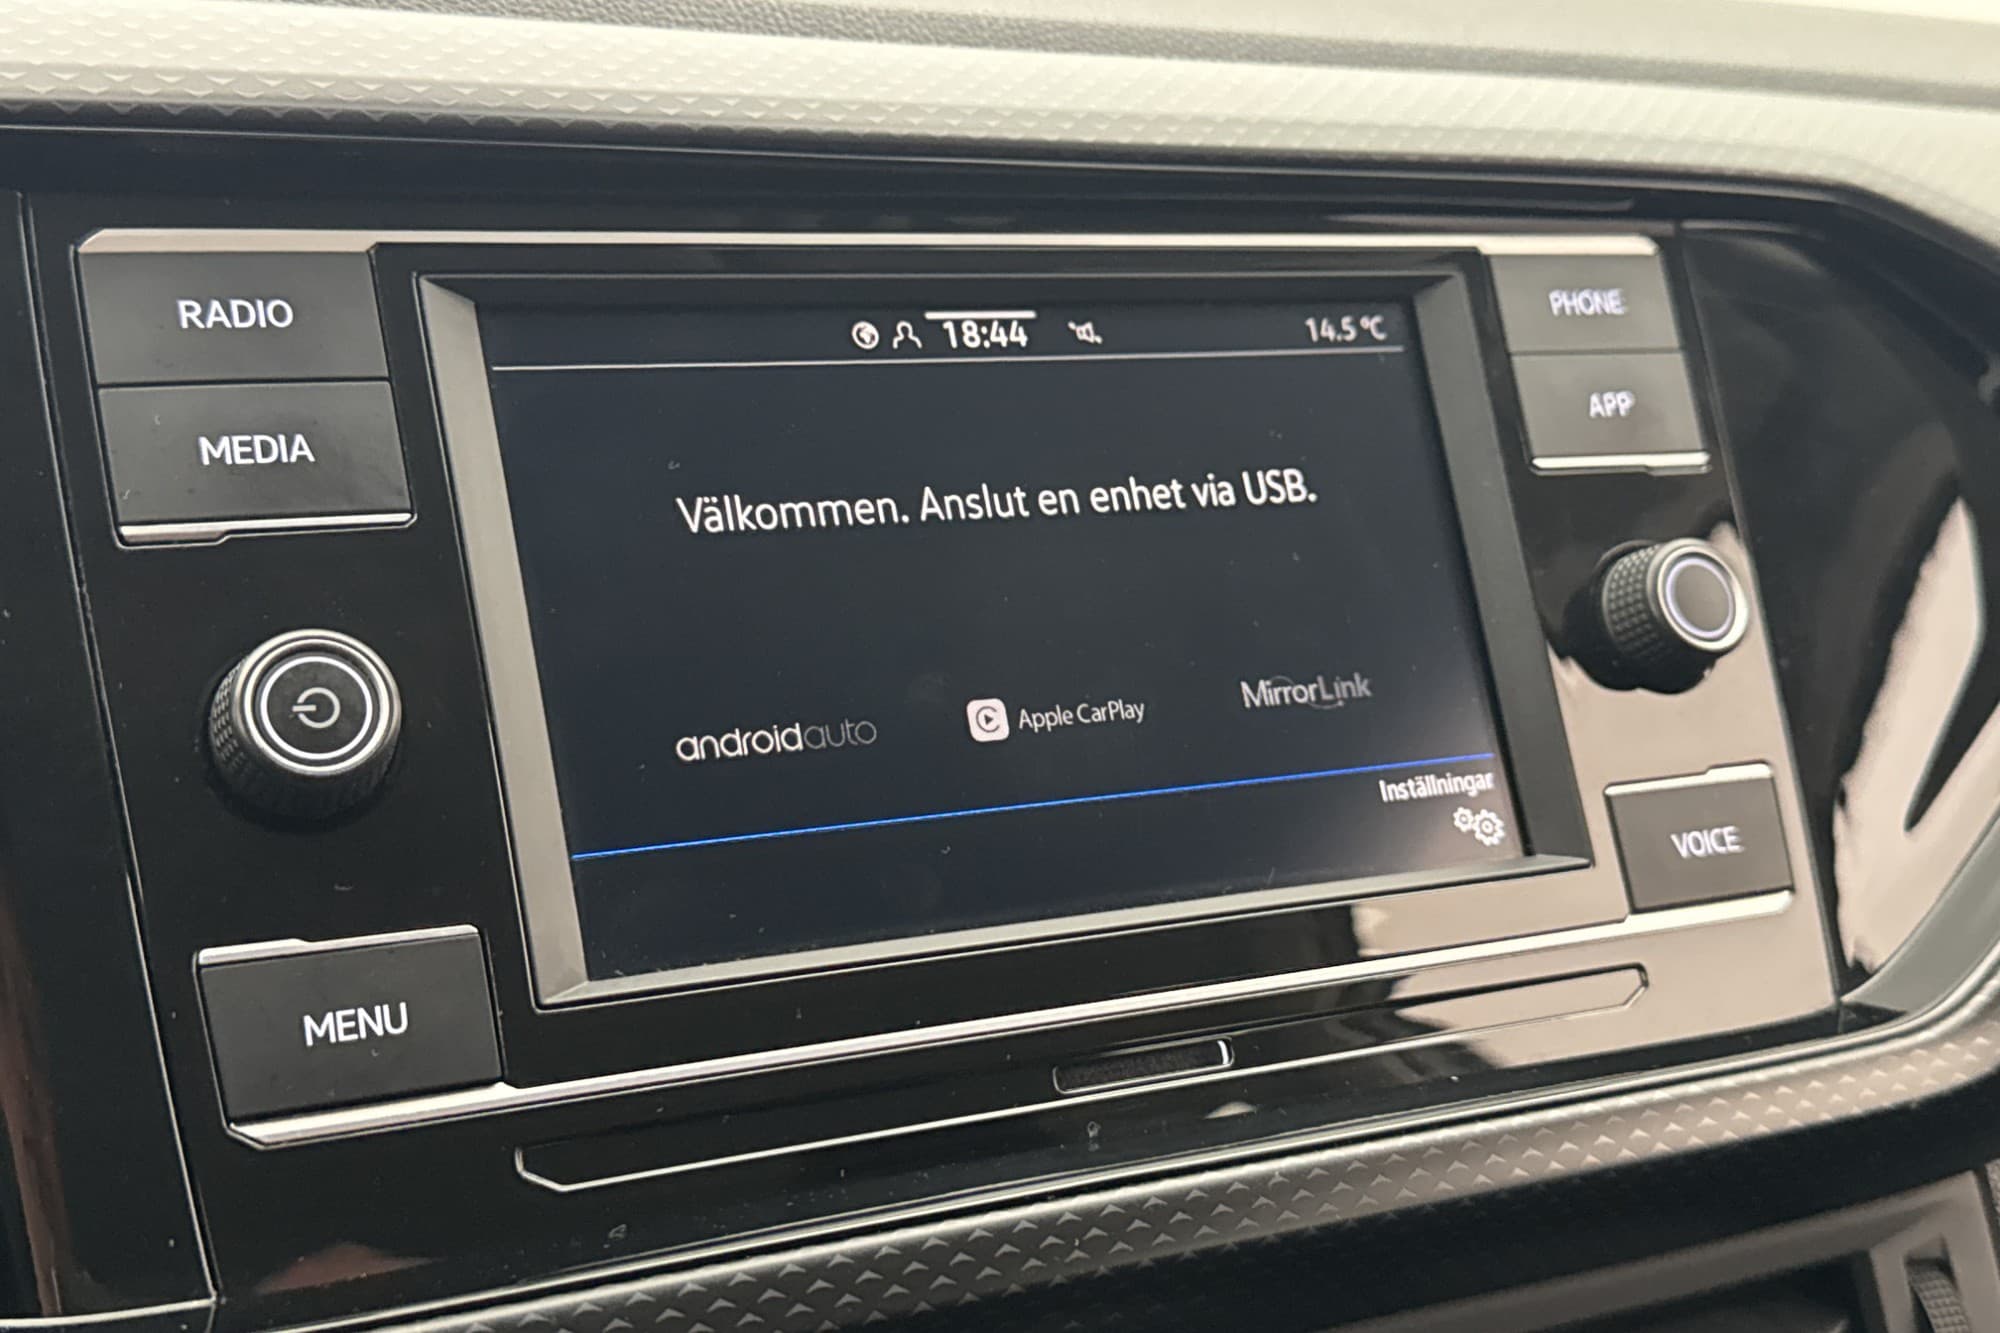 RADIO
MEDIA
MENU
18:44
14.5°C
Välkommen. Anslut en enhet via USB.
androidauto
Apple CarPlay
MirrorLink
Inställningar
PHONE
APP
VOICE